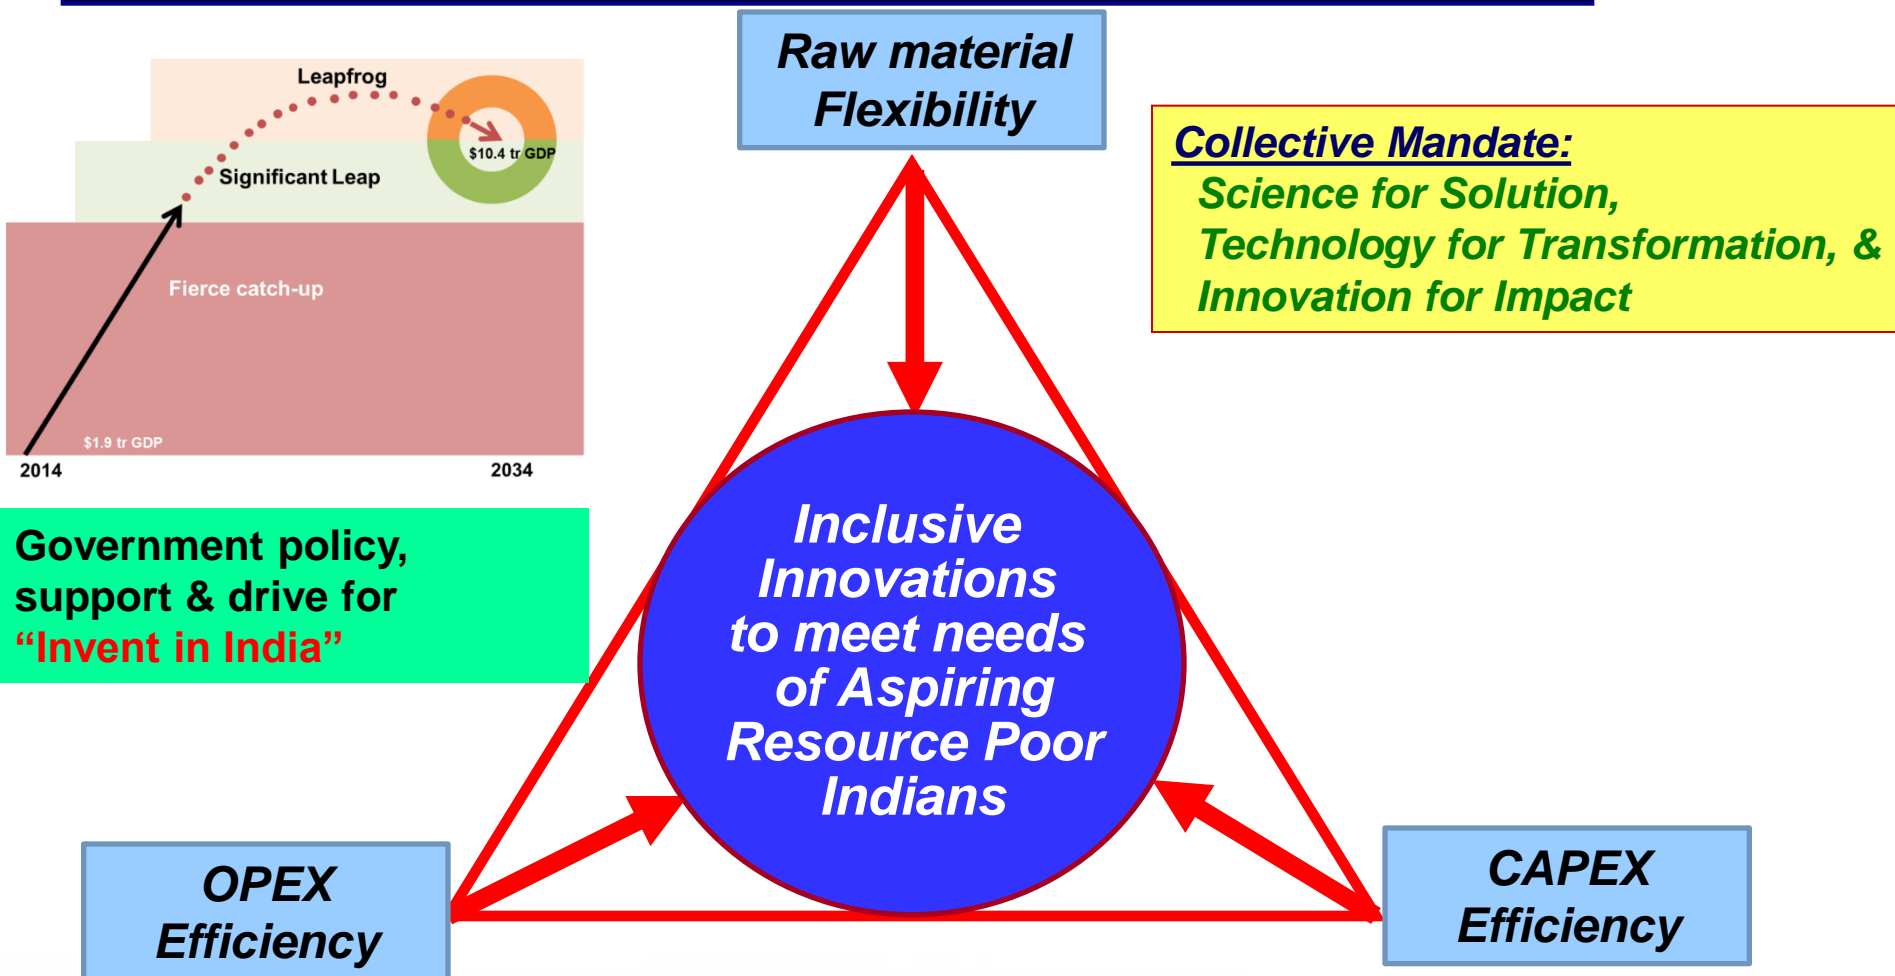 Raw material
Flexibility
Leapfrog
$10.4 tr GDP
Significant Leap
Fierce catch-up
$1.9 tr GDP
2014
2034
Collective Mandate:
Science for Solution,
Technology for Transformation, &
Innovation for Impact
Government policy,
support & drive for
“Invent in India”
Inclusive
Innovations
to meet needs
of Aspiring
Resource Poor
Indians
OPEX
Efficiency
CAPEX
Efficiency